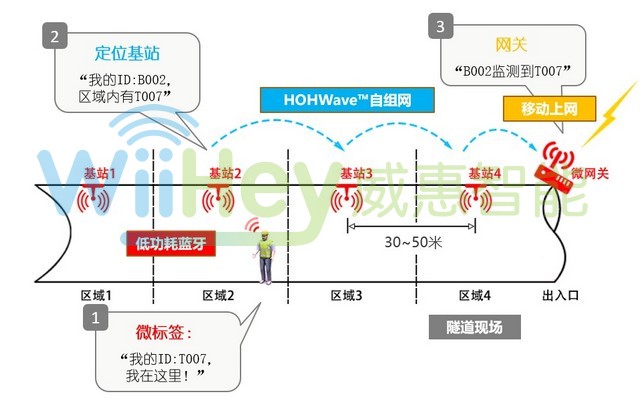 2
定位基站
“我的ID:B002,
区域内有T007”
3
网关
“B002监测到T007”
HOHWave™自组网
移动上网
基站1
基站2
基站3
基站4
微网关
WiiHey威惠智能
低功耗蓝牙
30~50米
区域1
区域2
区域3
区域4
出入口
1
微标签：
“我的ID:T007,
我在这里！”
隧道现场